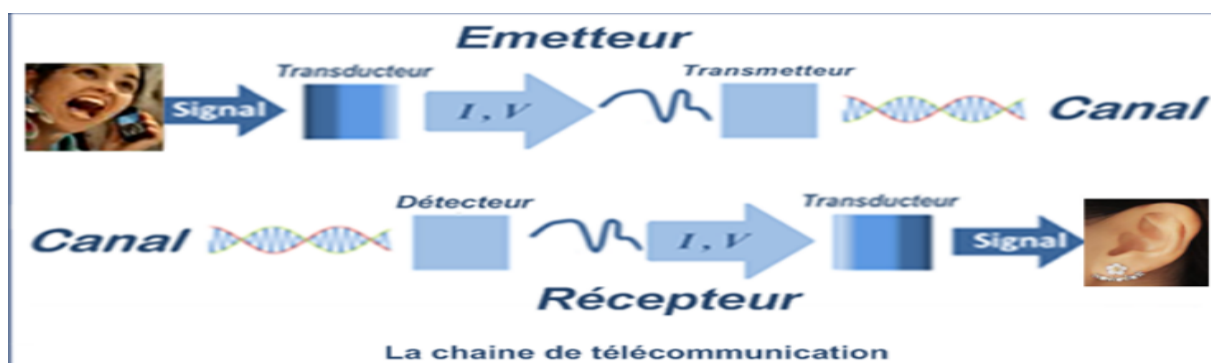 Emetteur
Transducteur
Transmetteur
Signal
I , V
Canal
Détecteur
Transducteur
Canal
I , V
Signal
Récepteur
La chaine de télécommunication